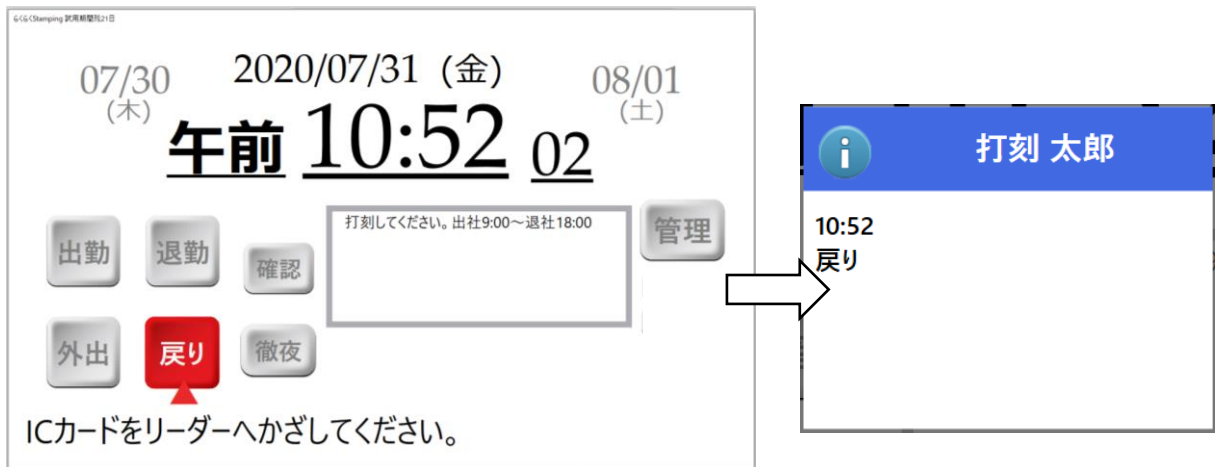 らくらくStamping 試用期間残21日
07/30
(木)
2020/07/31 (金)
08/01
(土)
午前 10:52 02
出勤
退勤
確認
打刻してください。出社9:00～退社18:00
管理
外出
戻り
徹夜
ICカードをリーダーへかざしてください。
打刻 太郎
10:52
戻り